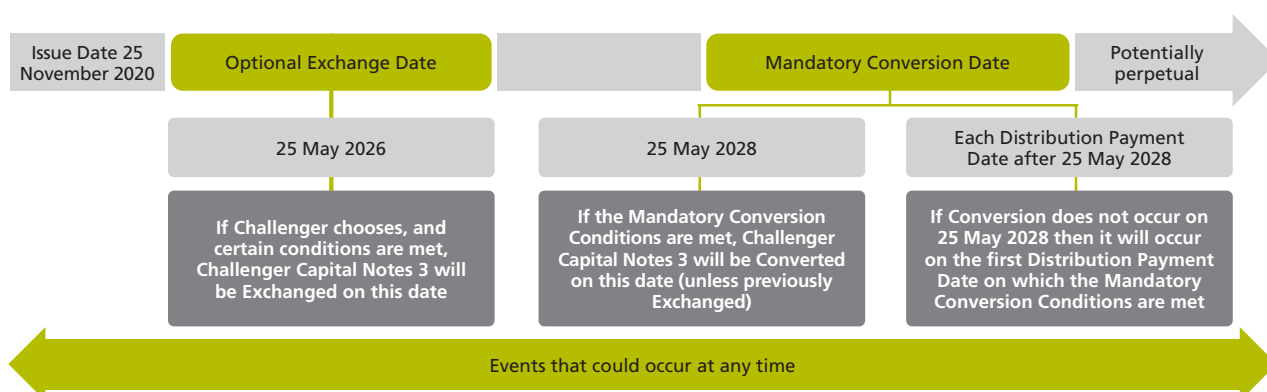 Issue Date 25
November 2020
Optional Exchange Date
Mandatory Conversion Date
Potentially
perpetual
25 May 2026
25 May 2028
Each Distribution Payment
Date after 25 May 2028
If Challenger chooses, and
certain conditions are met,
Challenger Capital Notes 3 will
be Exchanged on this date
If the Mandatory Conversion
Conditions are met, Challenger
Capital Notes 3 will be Converted
on this date (unless previously
Exchanged)
If Conversion does not occur on
25 May 2028 then it will occur
on the first Distribution Payment
Date on which the Mandatory
Conversion Conditions are met
Events that could occur at any time